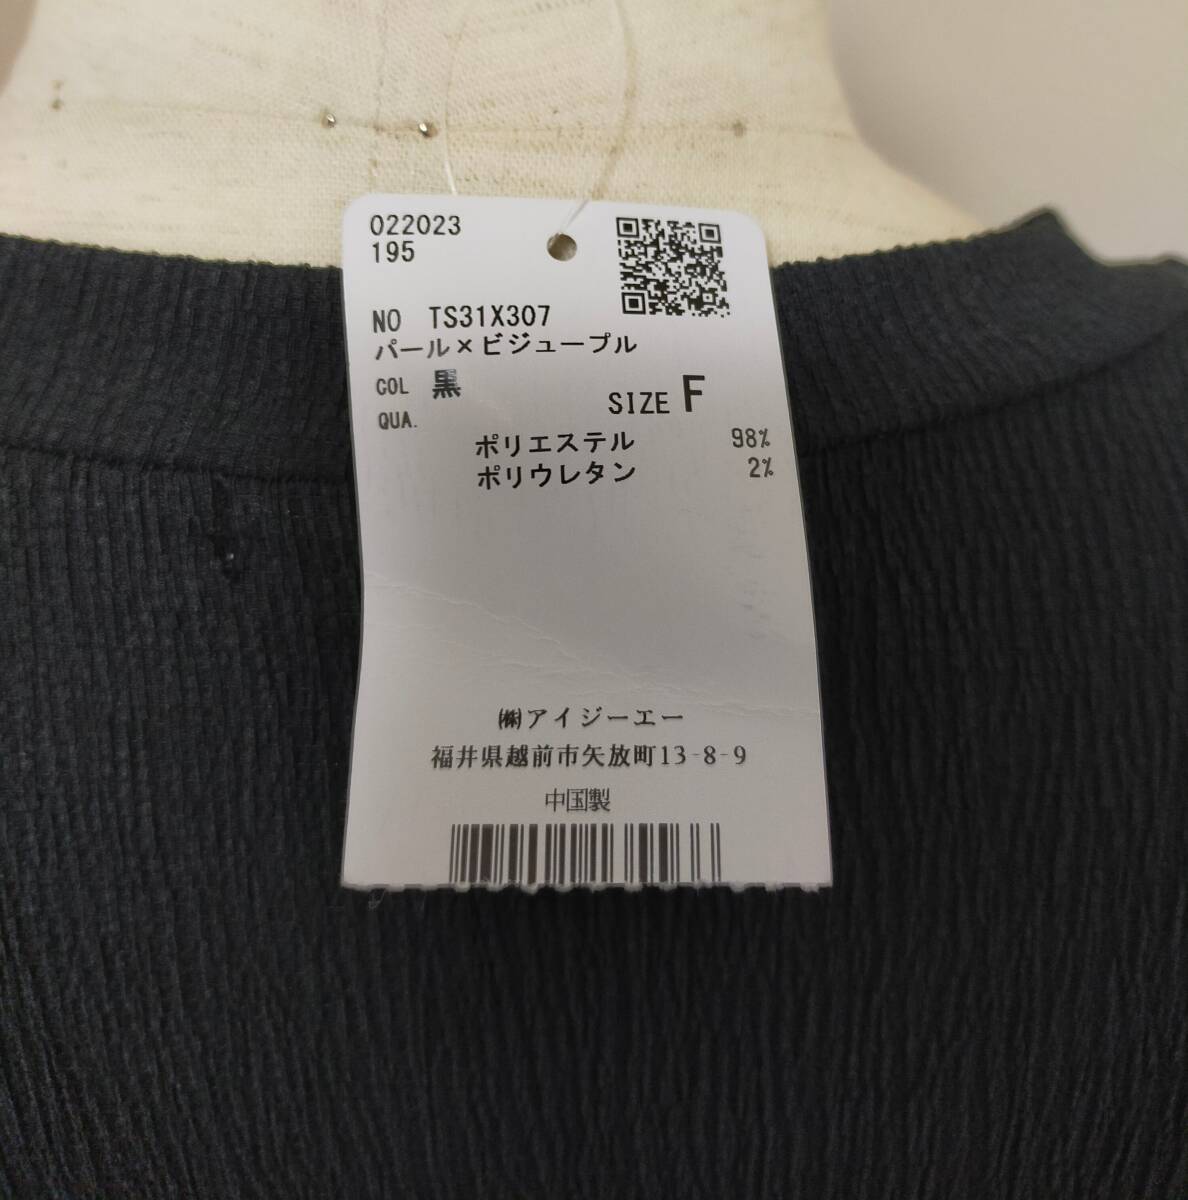 022023
195
NO TS31X307
パール×ビジュープル
COL 黒
SIZE F
QUA.
ポリエステル 98%
ポリウレタン 2%
㈱アイジーエー
福井県越前市矢放町13-8-9
中国製